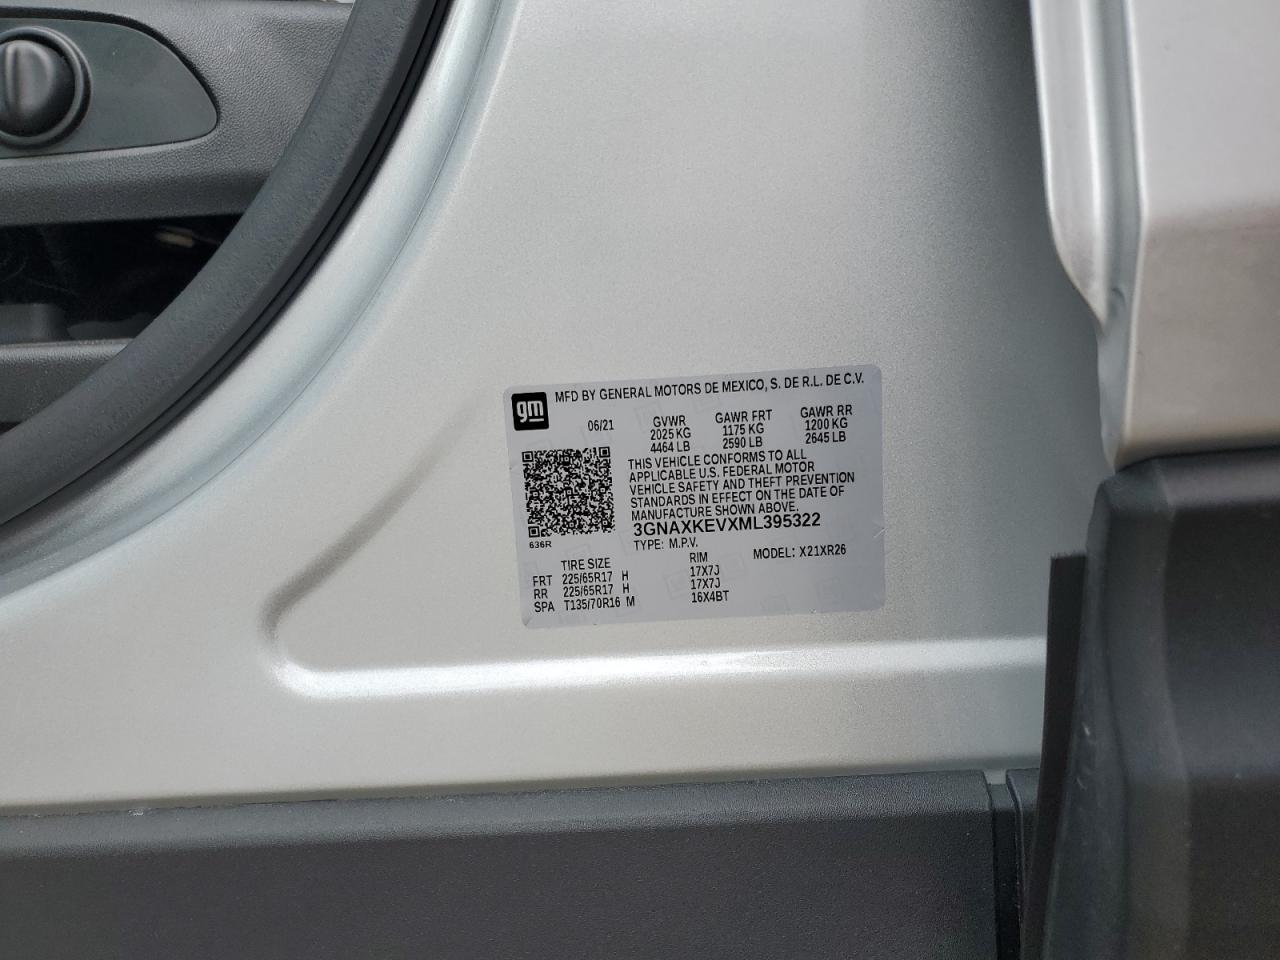 gm MFD BY GENERAL MOTORS DE MEXICO, S. DE R.L. DE C.V.
06/21 GVWR GAWR FRT GAWR RR
2025 KG 1175 KG 1200 KG
4464 LB 2590 LB 2645 LB
THIS VEHICLE CONFORMS TO ALL
APPLICABLE U.S. FEDERAL MOTOR
VEHICLE SAFETY AND THEFT PREVENTION
STANDARDS IN EFFECT ON THE DATE OF
MANUFACTURE SHOWN ABOVE.
3GNAXKEVXML395322
636R TYPE: M.P.V. MODEL: X21XR26
TIRE SIZE RIM
FRT 225/65R17 H 17X7J
RR 225/65R17 H 17X7J
SPA T135/70R16 M 16X4BT